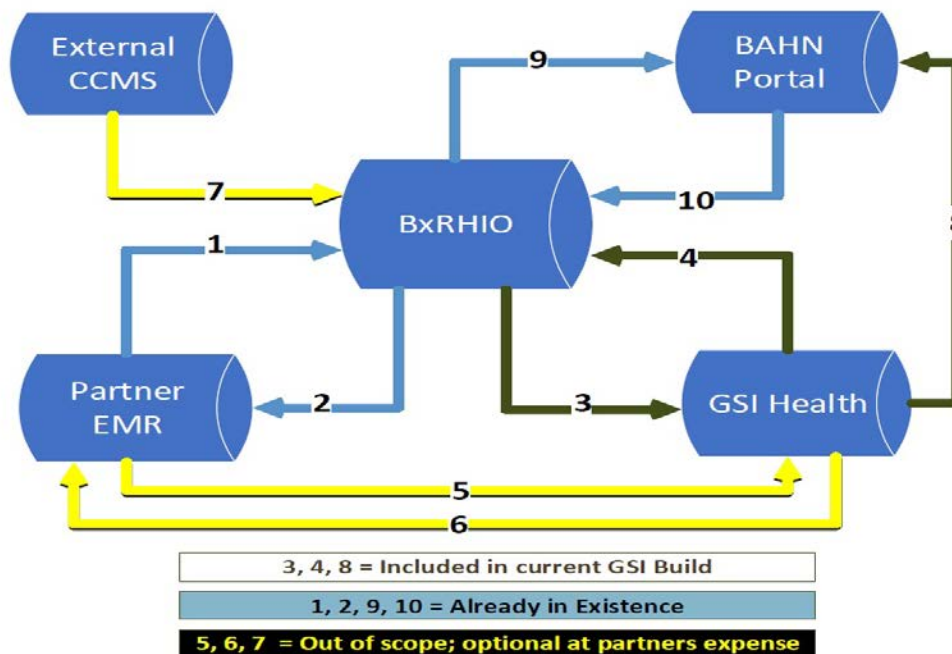 External
CCMS
BAHN
Portal
9
7
10
BxRHIO
1
4
Partner
EMR
2
3
GSI Health
5
6
3, 4, 8 = Included in current GSI Build
1, 2, 9, 10 = Already in Existence
5, 6, 7 = Out of scope; optional at partners expense